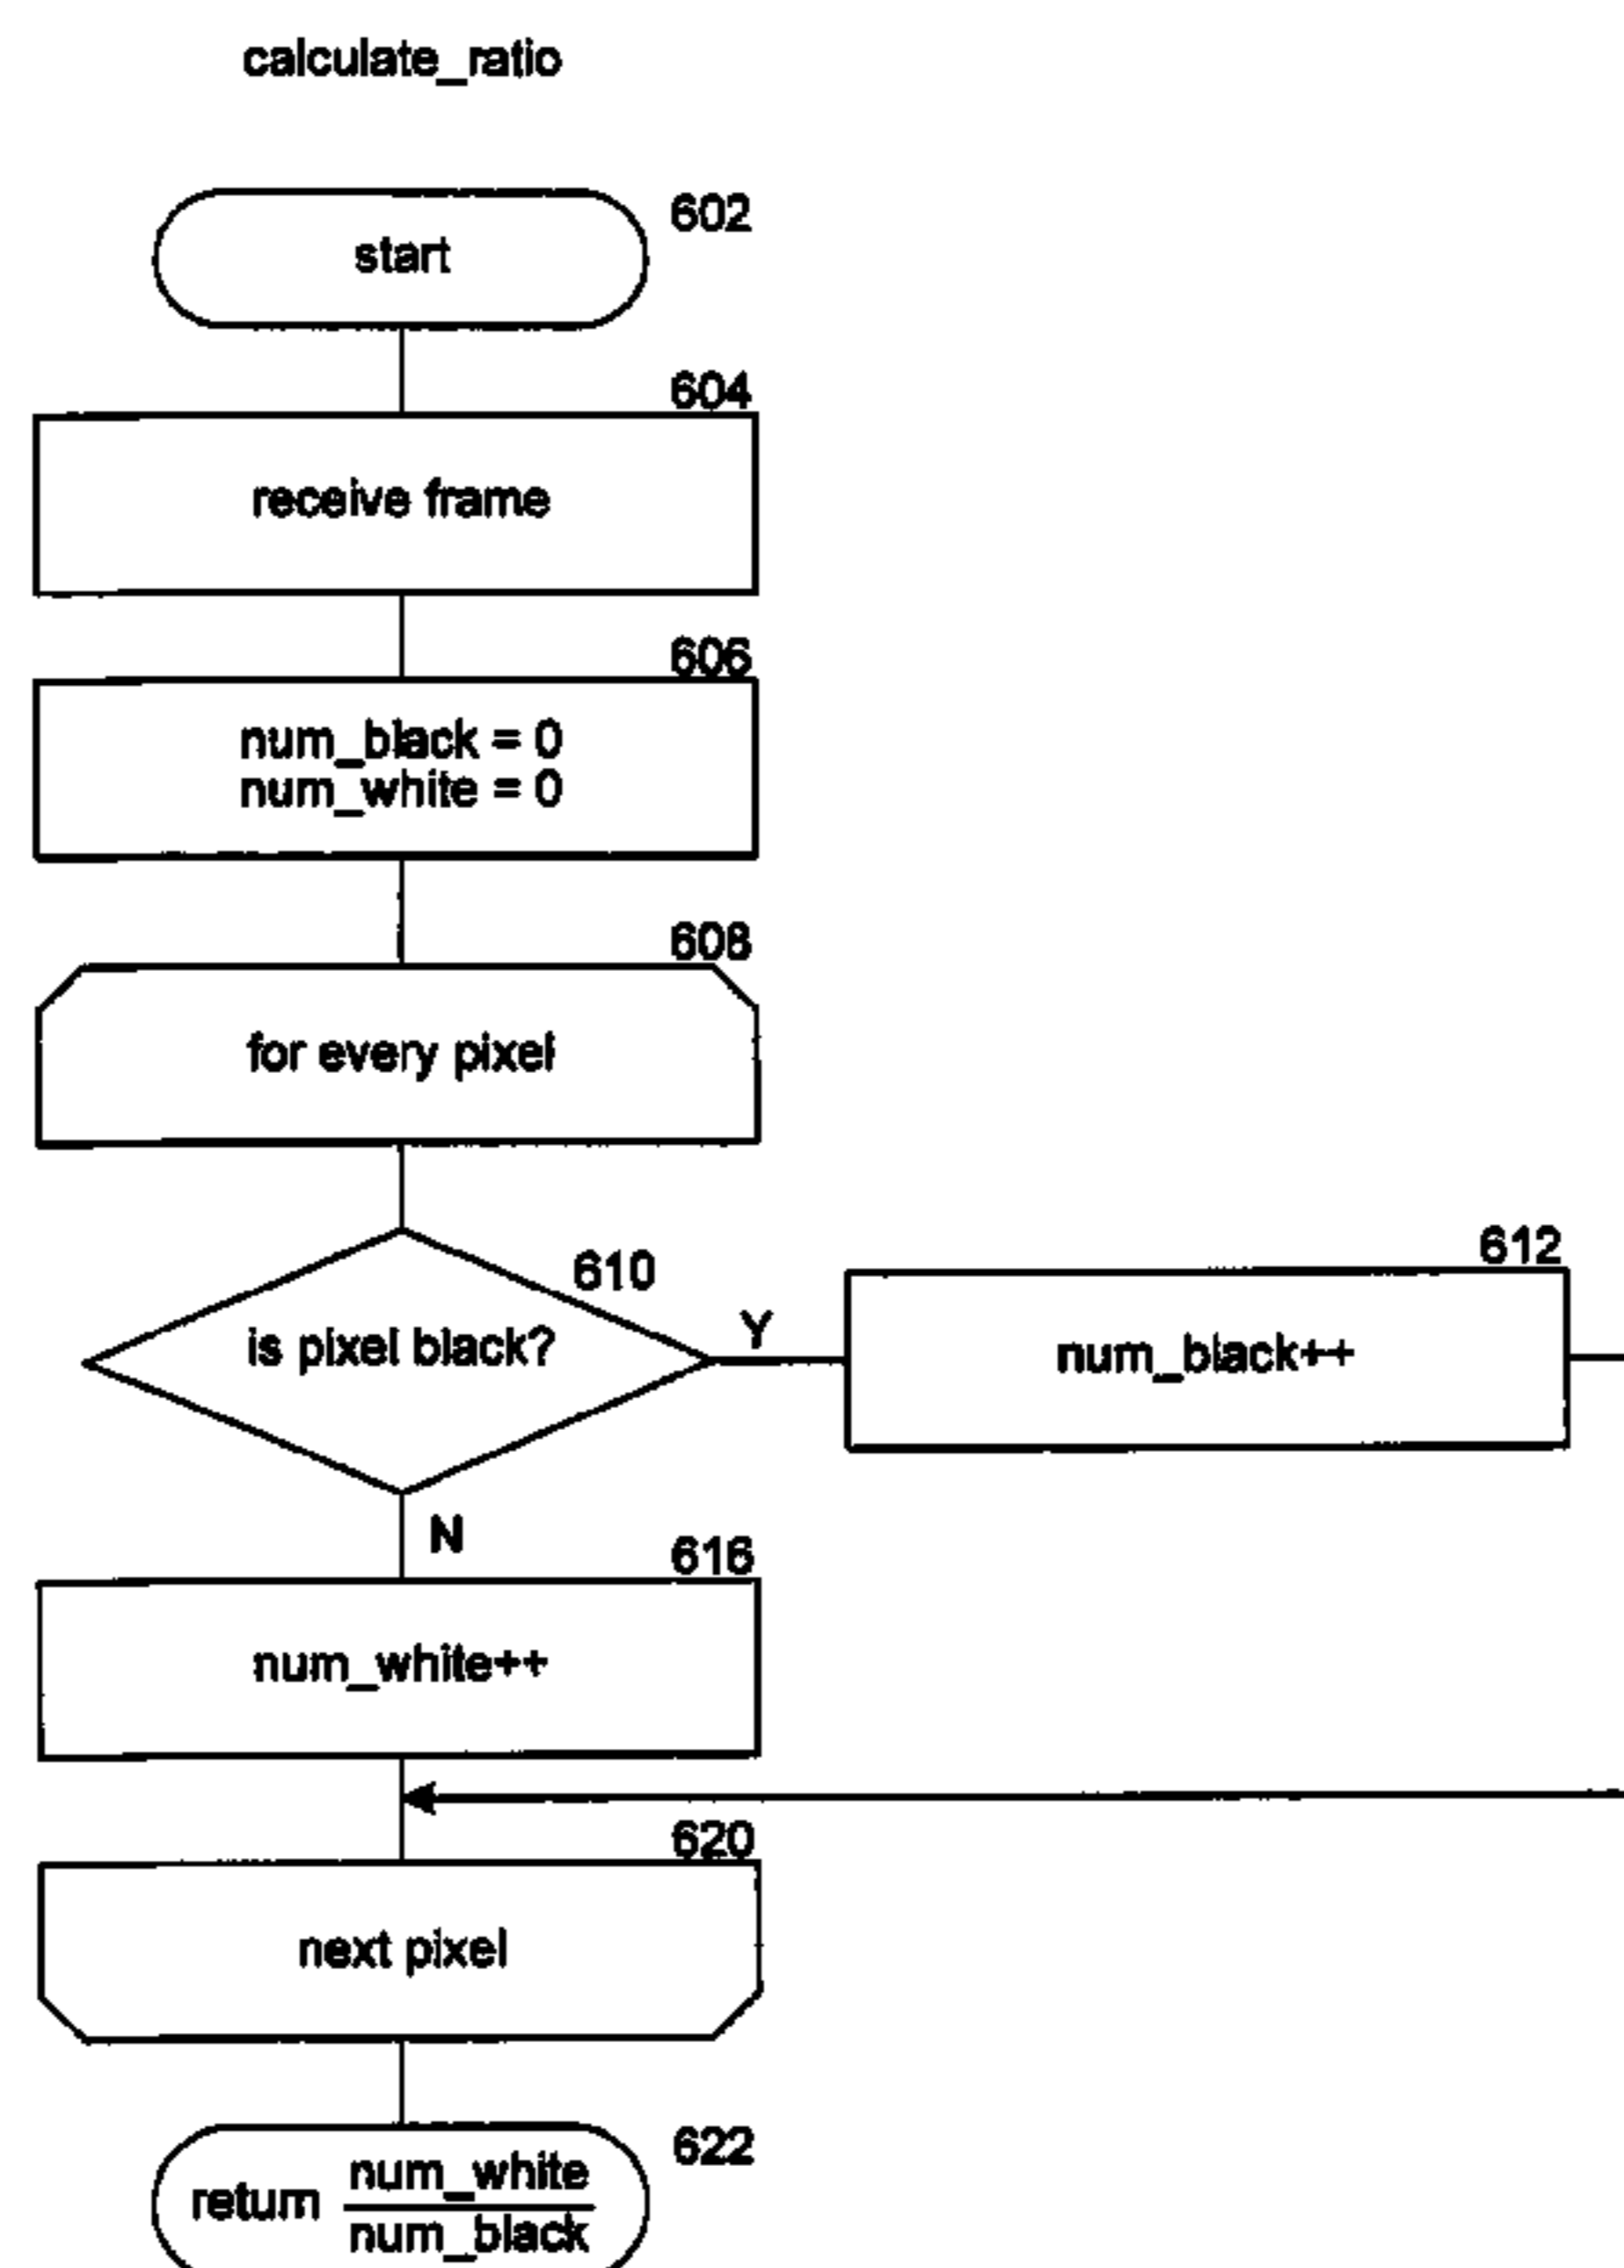 calculate_ratio
602
start
604
receive frame
606
num_black = 0
num_white = 0
608
for every pixel
610
is pixel black?
Y
612
num_black++
N
616
num_white++
620
next pixel
622
return num_white
num_black